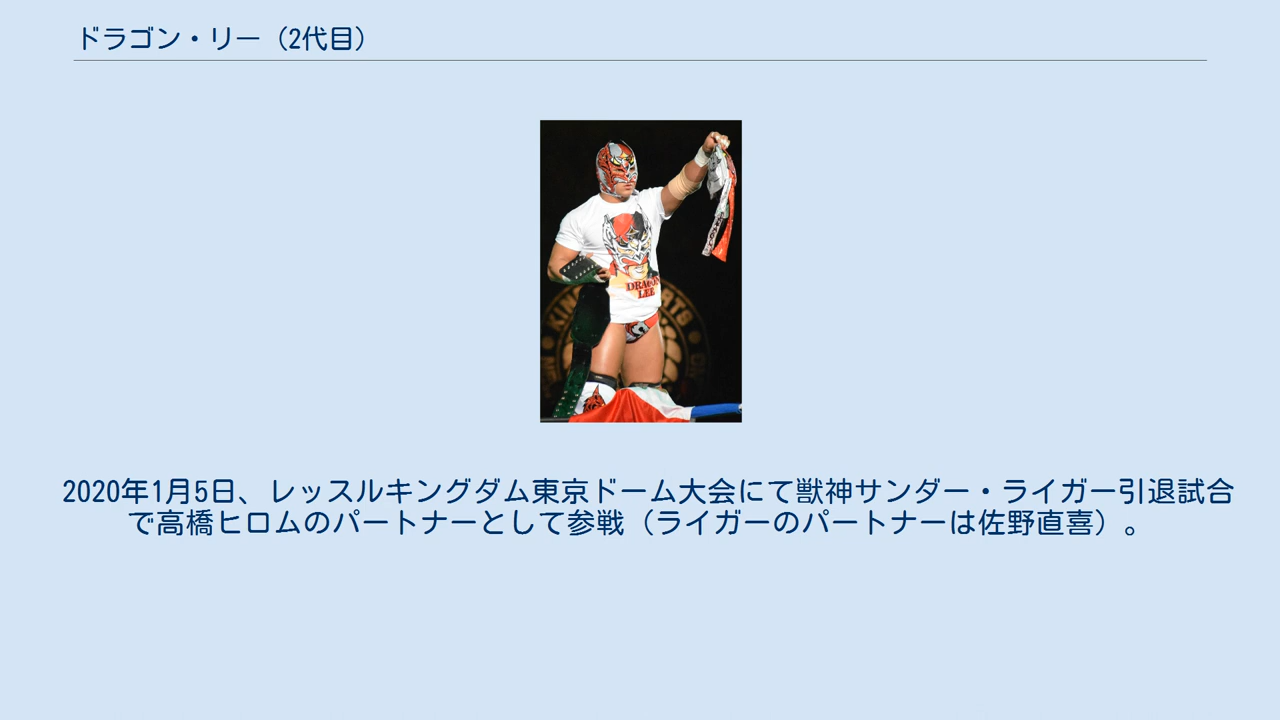 ドラゴン・リー（2代目）
DRAGON
LEE
2020年1月5日、レッスルキングダム東京ドーム大会にて獣神サンダー・ライガー引退試合
で高橋ヒロムのパートナーとして参戦（ライガーのパートナーは佐野直喜）。